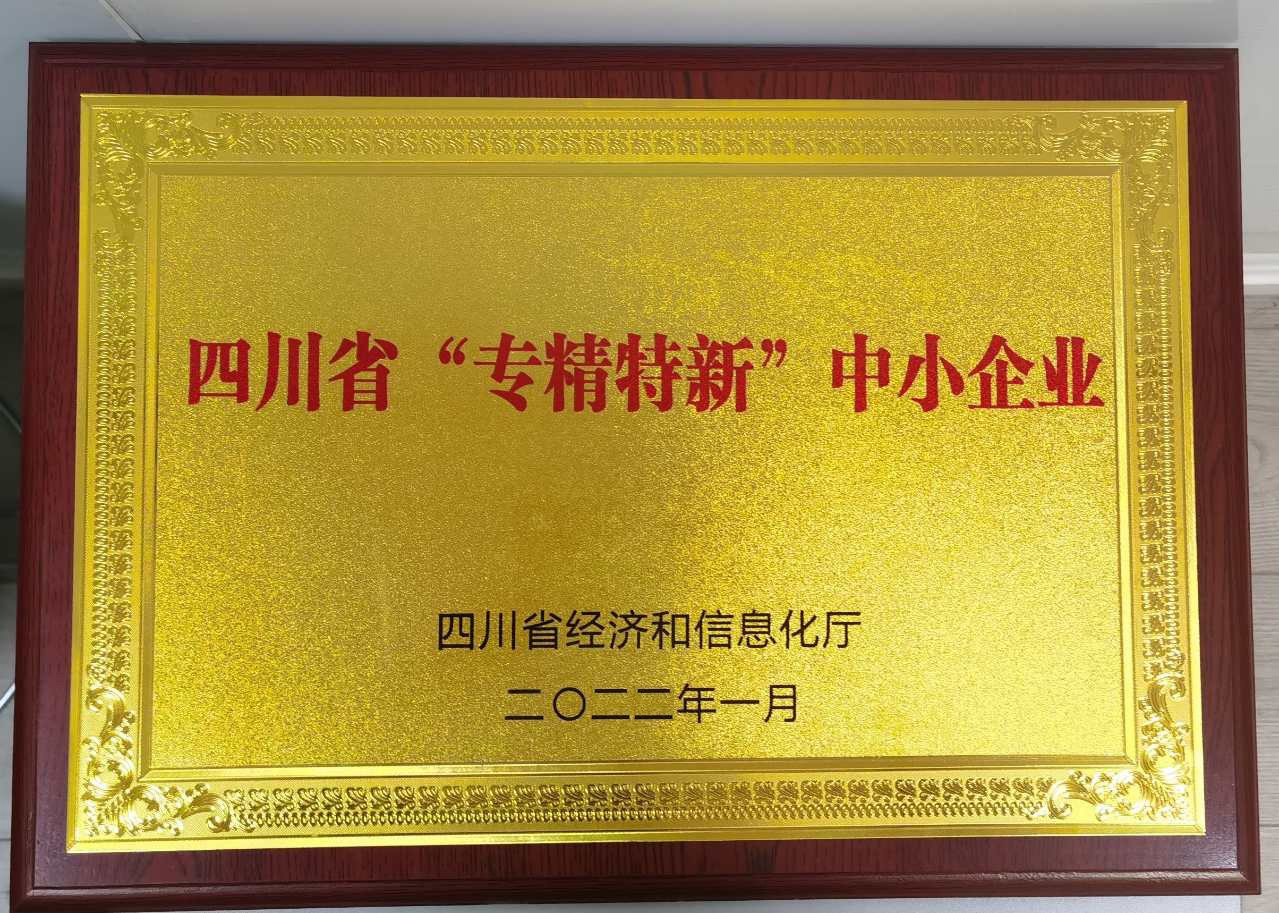 四川省“专精特新”中小企业
四川省经济和信息化厅
二〇二二年一月